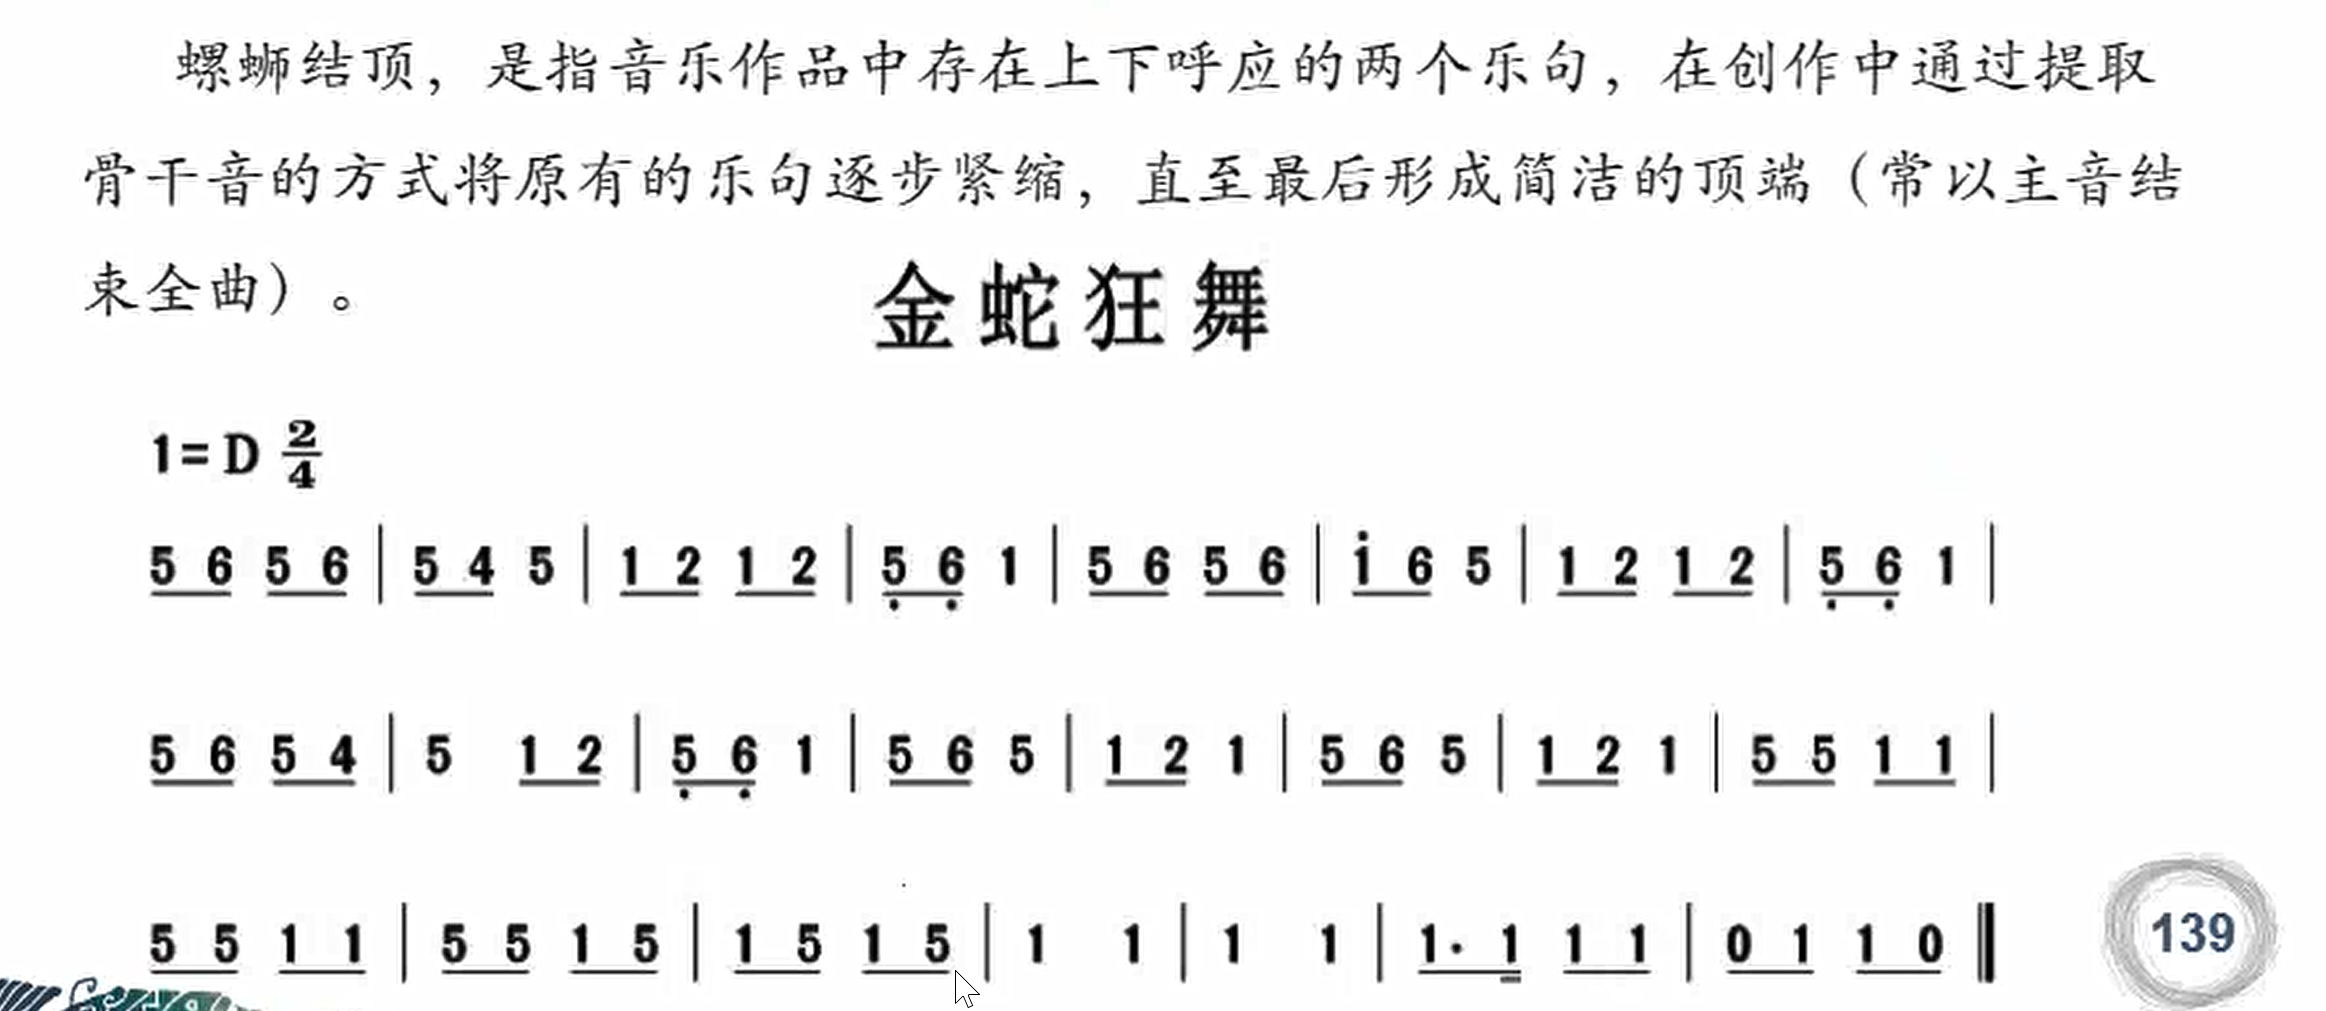 螺蛳结顶，是指音乐作品中存在上下呼应的两个乐句，在创作中通过提取
骨干音的方式将原有的乐句逐步紧缩，直至最后形成简洁的顶端（常以主音结
束全曲）。
金蛇狂舞
1=D 2/4
5 6 5 6 | 5 4 5 | 1 2 1 2 | 5̣ 6̣ 1 | 5 6 5 6 | i 6 5 | 1 2 1 2 | 5̣ 6̣ 1 |
5 6 5 4 | 5 1 2 | 5̣ 6̣ 1 | 5 6 5 | 1 2 1 | 5 6 5 | 1 2 1 | 5 5 1 1 |
5 5 1 1 | 5 5 1 5 | 1 5 1 5 | 1 1 | 1 1 | 1· 1 1 1 | 0 1 1 0 ‖
139